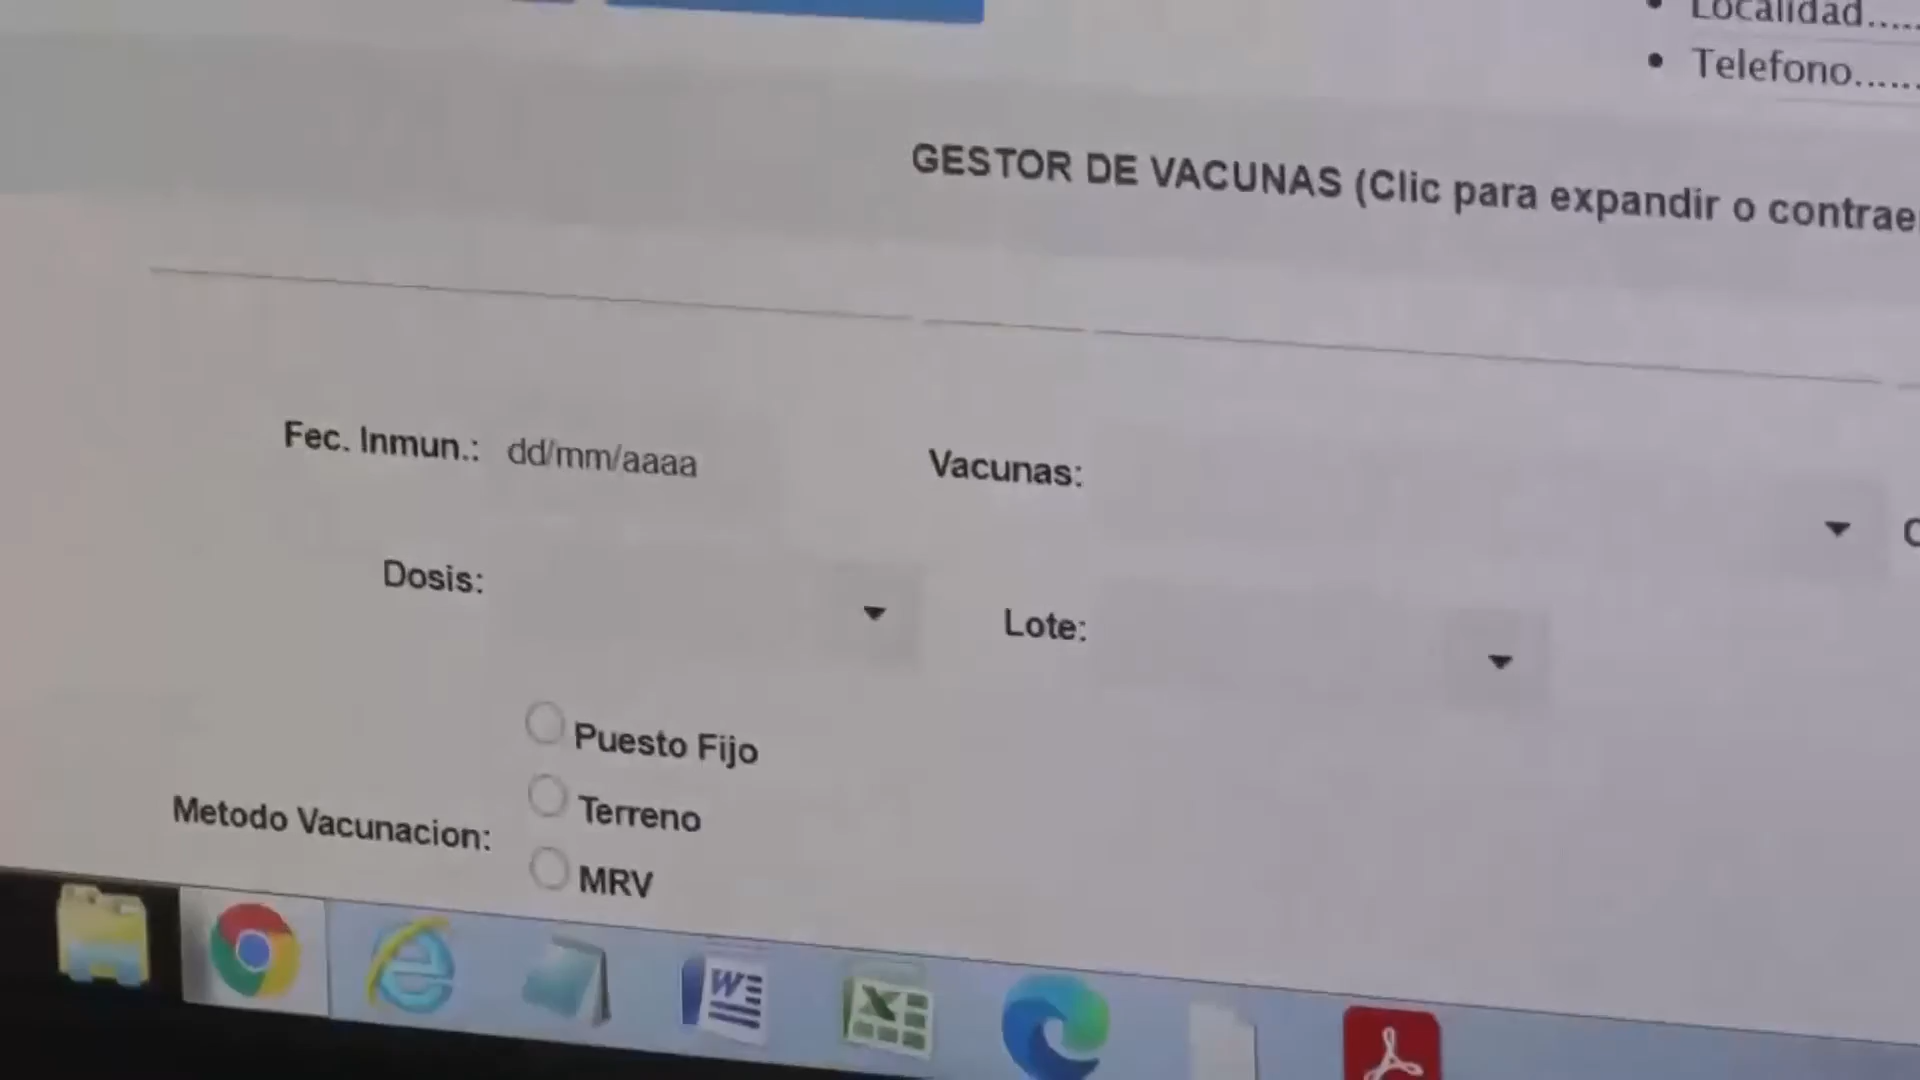 Localidad.....
Telefono......
GESTOR DE VACUNAS (Clic para expandir o contrae
Fec. Inmun.: dd/mm/aaaa
Vacunas:
Dosis:
Lote:
Puesto Fijo
Terreno
Metodo Vacunacion:
MRV